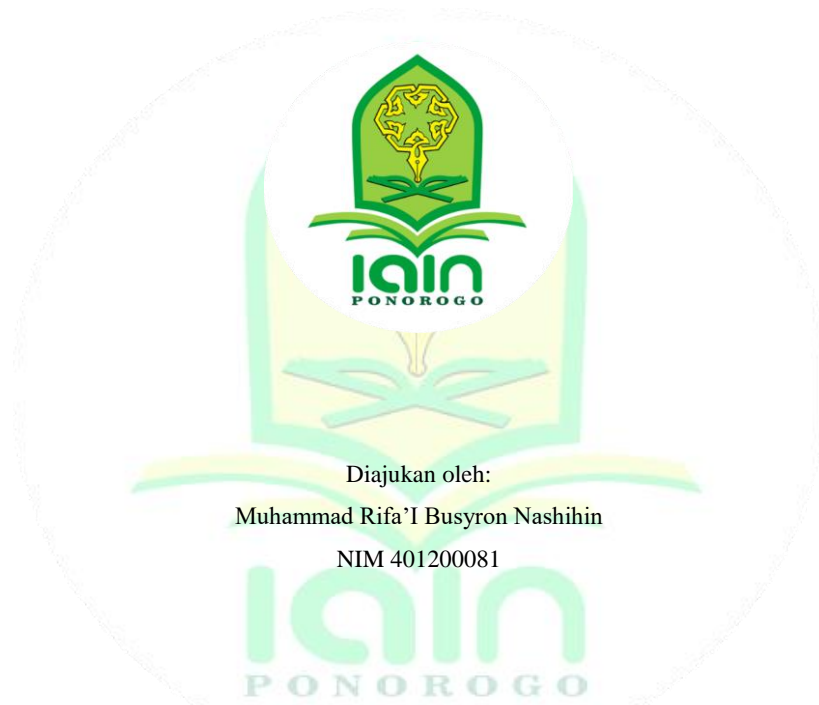 IAIN
PONOROGO
Diajukan oleh:
Muhammad Rifa’I Busyron Nashihin
NIM 401200081
IAIN
PONOROGO